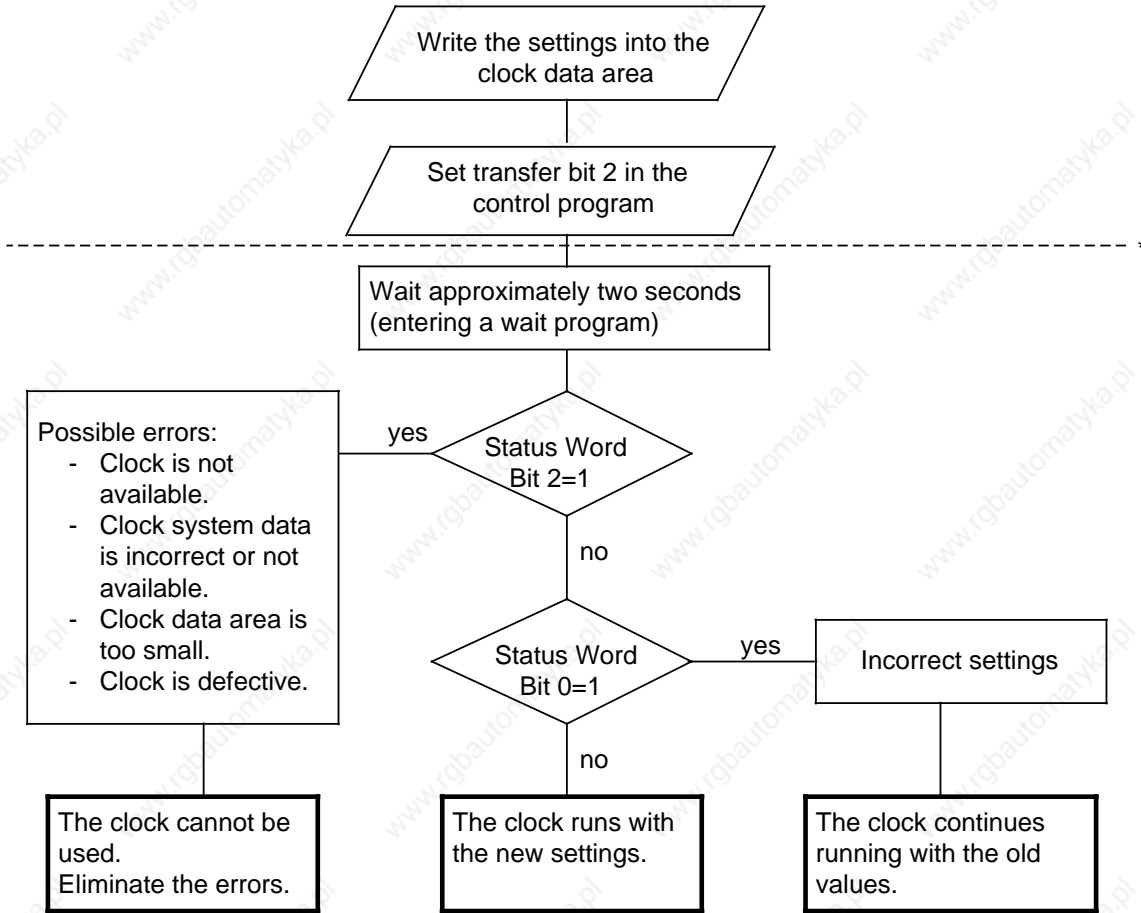 Write the settings into the
clock data area
Set transfer bit 2 in the
control program
*
Wait approximately two seconds
(entering a wait program)
Possible errors:
- Clock is not
available.
- Clock system data
is incorrect or not
available.
- Clock data area is
too small.
- Clock is defective.
yes
Status Word
Bit 2=1
no
Status Word
Bit 0=1
yes
Incorrect settings
no
The clock cannot be
used.
Eliminate the errors.
The clock runs with
the new settings.
The clock continues
running with the old
values.
www.rgbautomatyka.pl